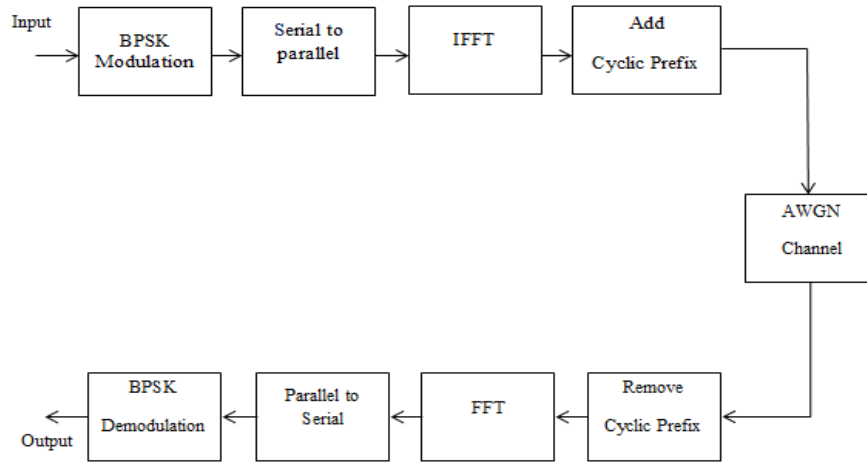 Input
BPSK
Modulation
Serial to
parallel
IFFT
Add
Cyclic Prefix
AWGN
Channel
Remove
Cyclic Prefix
FFT
Parallel to
Serial
BPSK
Demodulation
Output